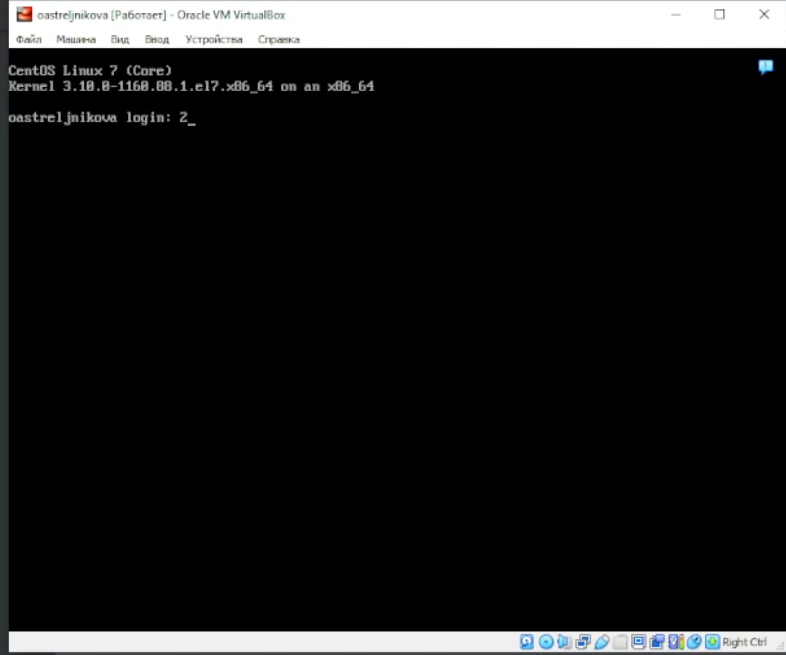 oastreljnikova [Работает] - Oracle VM VirtualBox
Файл Машина Вид Ввод Устройства Справка
CentOS Linux 7 (Core)
Kernel 3.10.0-1160.88.1.el7.x86_64 on an x86_64
oastreljnikova login: 2_
Right Ctrl